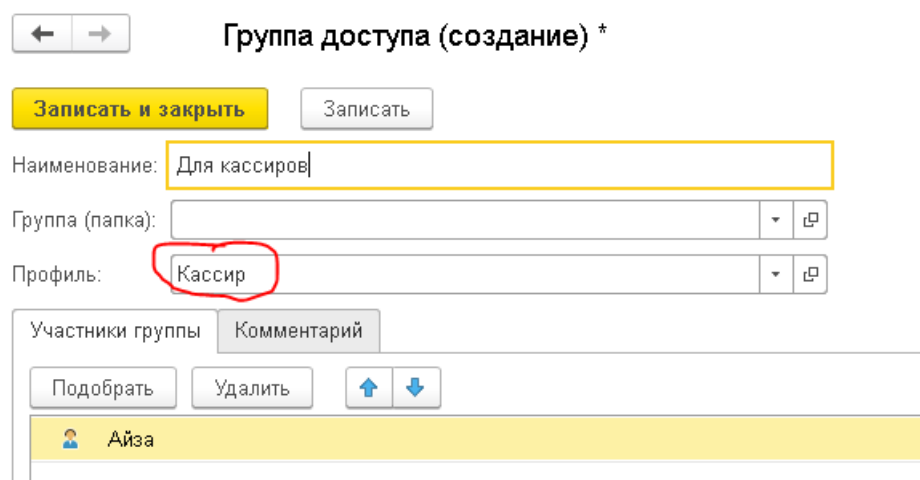 Группа доступа (создание) *
Записать и закрыть Записать
Наименование: Для кассиров
Группа (папка):
Профиль: Кассир
Участники группы Комментарий
Подобрать Удалить
Айза